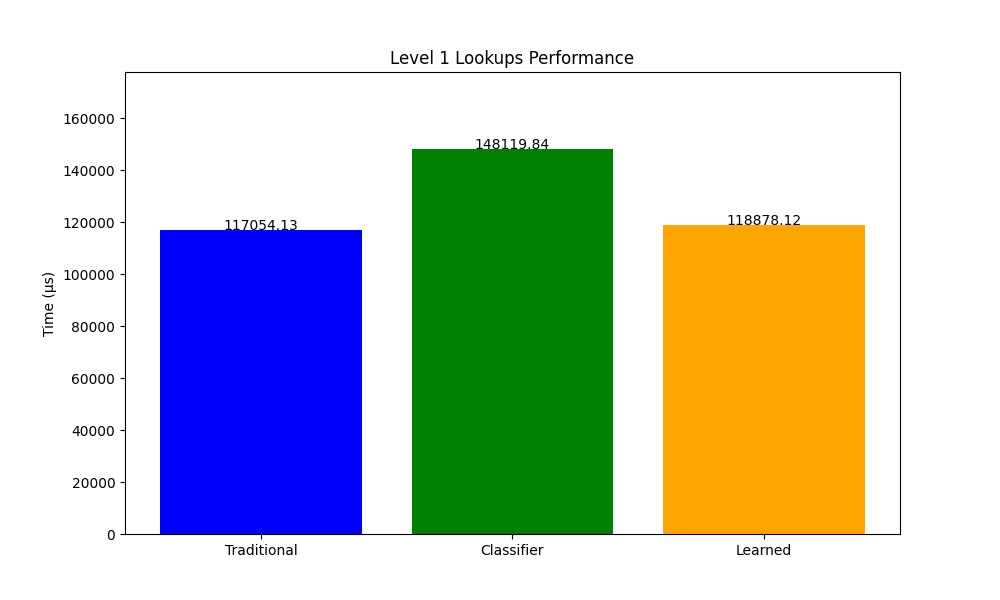 Level 1 Lookups Performance
Time (µs)
160000
140000
120000
100000
80000
60000
40000
20000
0
117054.13
148119.84
118878.12
Traditional
Classifier
Learned